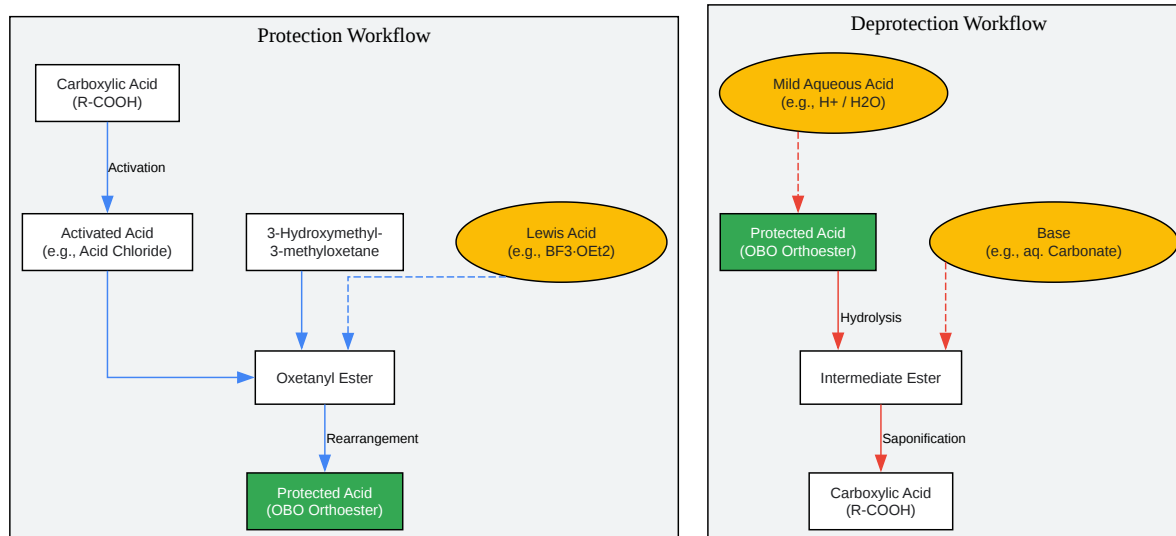 Protection Workflow
Carboxylic Acid
(R-COOH)
Activation
Activated Acid
(e.g., Acid Chloride)
3-Hydroxymethyl-
3-methyloxetane
Lewis Acid
(e.g., BF3·OEt2)
Oxetanyl Ester
Rearrangement
Protected Acid
(OBO Orthoester)
Deprotection Workflow
Mild Aqueous Acid
(e.g., H+ / H2O)
Protected Acid
(OBO Orthoester)
Base
(e.g., aq. Carbonate)
Hydrolysis
Intermediate Ester
Saponification
Carboxylic Acid
(R-COOH)